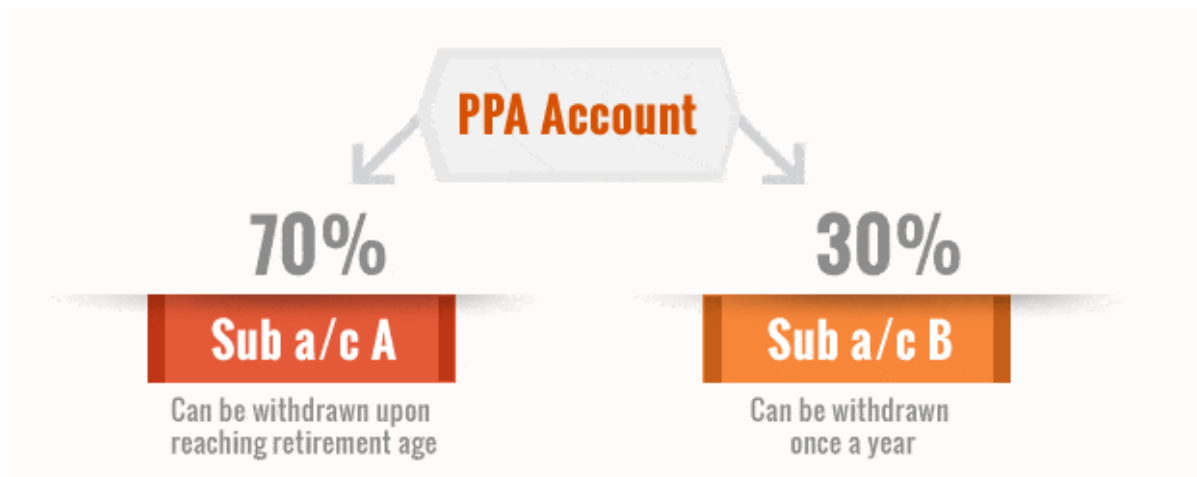 PPA Account
70%
Sub a/c A
Can be withdrawn upon
reaching retirement age
30%
Sub a/c B
Can be withdrawn
once a year